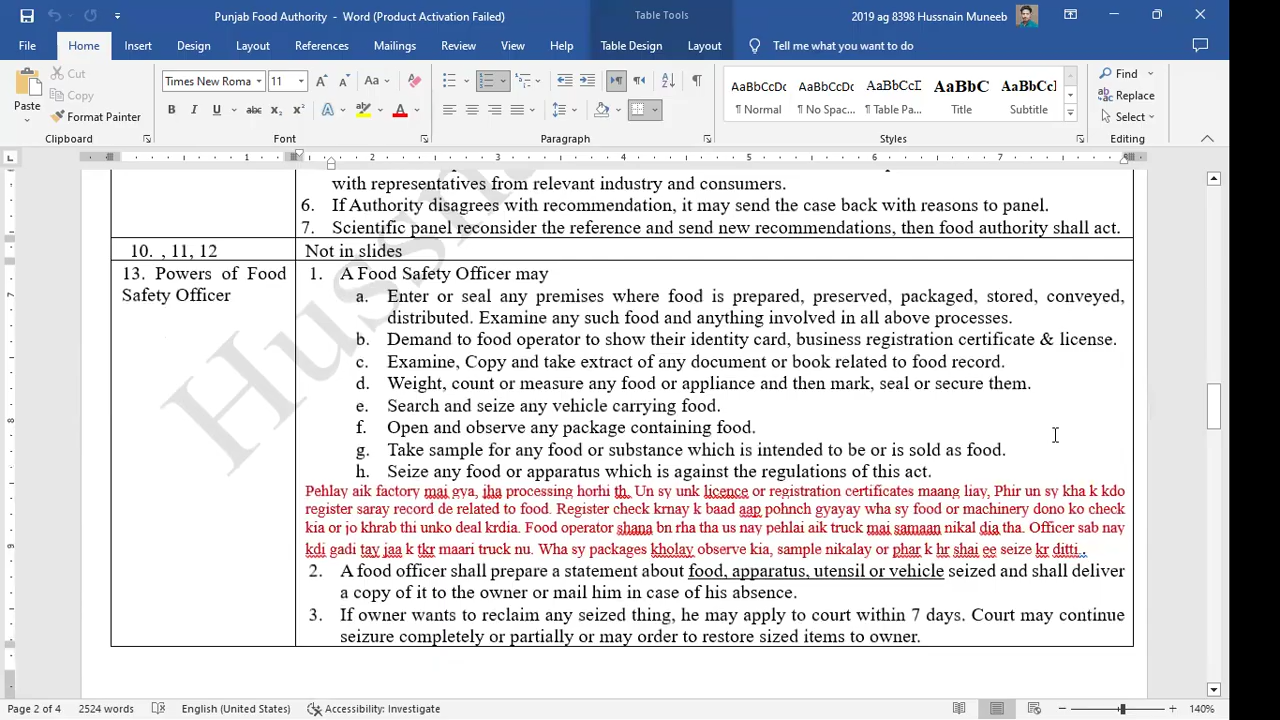 Punjab Food Authority - Word (Product Activation Failed)
Table Tools
2019 ag 8398 Hussnain Muneeb
File Home Insert Design Layout References Mailings Review View Help Table Design Layout Tell me what you want to do
Paste
Cut
Copy
Format Painter
Clipboard
Times New Roma 11
Font
Paragraph
AaBbCcDc AaBbCcDc AaBbCcD AaBbC AaBbCcI
¶ Normal ¶ No Spac... ¶ Table Pa... Title Subtitle
Styles
Find
Replace
Select
Editing
1 2 3 4 5 6 7
with representatives from relevant industry and consumers.
6. If Authority disagrees with recommendation, it may send the case back with reasons to panel.
7. Scientific panel reconsider the reference and send new recommendations, then food authority shall act.
10. , 11, 12 Not in slides
13. Powers of Food Safety Officer
1. A Food Safety Officer may
a. Enter or seal any premises where food is prepared, preserved, packaged, stored, conveyed,
distributed. Examine any such food and anything involved in all above processes.
b. Demand to food operator to show their identity card, business registration certificate & license.
c. Examine, Copy and take extract of any document or book related to food record.
d. Weight, count or measure any food or appliance and then mark, seal or secure them.
e. Search and seize any vehicle carrying food.
f. Open and observe any package containing food.
g. Take sample for any food or substance which is intended to be or is sold as food.
h. Seize any food or apparatus which is against the regulations of this act.
Pehlay aik factory mai gya, jha processing horhi th. Un sy unk licence or registration certificates maang liay, Phir un sy kha k kdo
register saray record de related to food. Register check krnay k baad aap pohnch gyayay wha sy food or machinery dono ko check
kia or jo khrab thi unko deal krdia. Food operator shana bn rha tha us nay pehlai aik truck mai samaan nikal dia tha. Officer sab nay
kdi gadi tay jaa k tkr maari truck nu. Wha sy packages kholay observe kia, sample nikalay or phar k hr shai ee seize kr ditti..
2. A food officer shall prepare a statement about food, apparatus, utensil or vehicle seized and shall deliver
a copy of it to the owner or mail him in case of his absence.
3. If owner wants to reclaim any seized thing, he may apply to court within 7 days. Court may continue
seizure completely or partially or may order to restore sized items to owner.
Page 2 of 4 2524 words English (United States) Accessibility: Investigate 140%